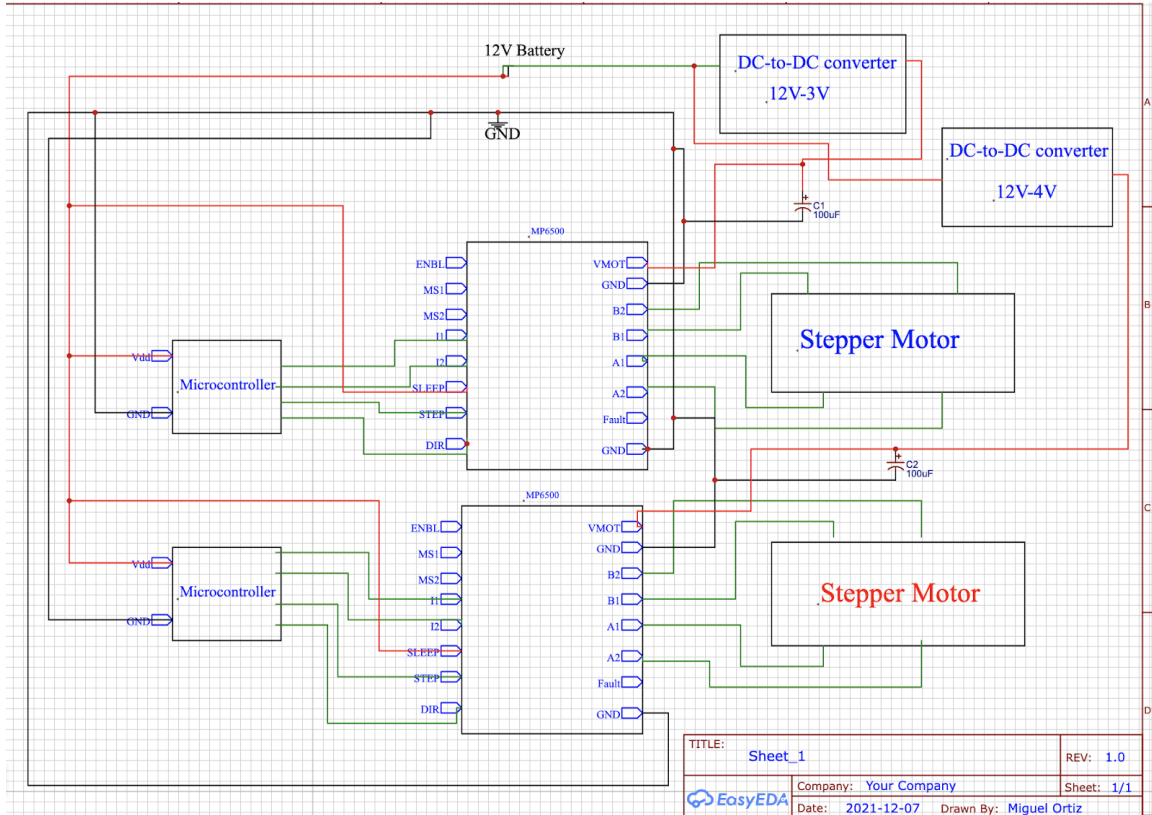 12V Battery
DC-to-DC converter
12V-3V
A
GND
DC-to-DC converter
12V-4V
C1
100uF
MP6500
ENBL
VMOT
MS1
GND
B
MS2
B2
I1
B1
Stepper Motor
Vdd
I2
A1
Microcontroller
SLEEP
A2
GND
STEP
Fault
DIR
GND
C2
100uF
MP6500
C
ENBL
VMOT
MS1
GND
Vdd
MS2
B2
Microcontroller
I1
B1
Stepper Motor
GND
I2
A1
SLEEP
A2
STEP
Fault
DIR
GND
D
TITLE:
Sheet_1
REV: 1.0
Company: Your Company
Sheet: 1/1
EasyEDA
Date: 2021-12-07 Drawn By: Miguel Ortiz